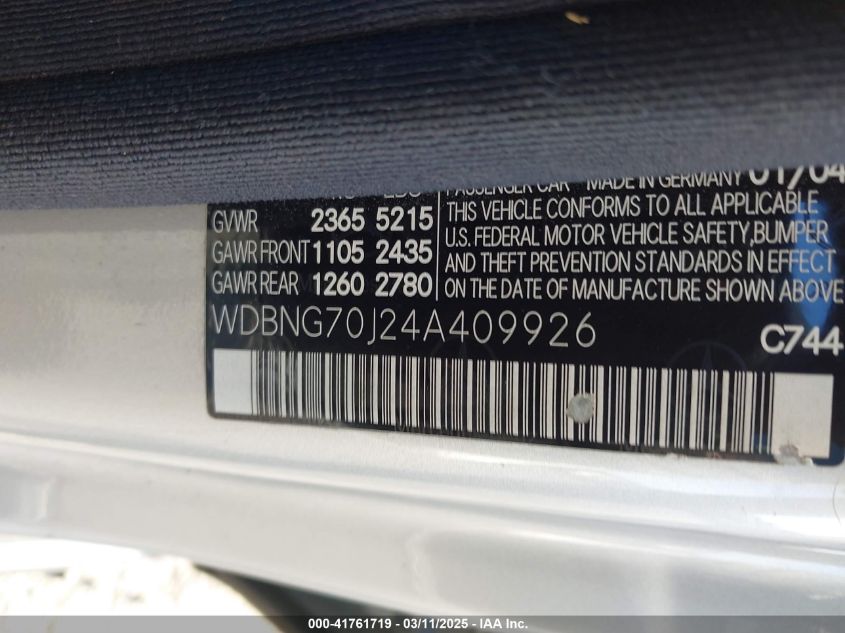 PASSENGER CAR - MADE IN GERMANY 01/04
GVWR 2365 5215
GAWR FRONT 1105 2435
GAWR REAR 1260 2780
THIS VEHICLE CONFORMS TO ALL APPLICABLE
U.S. FEDERAL MOTOR VEHICLE SAFETY, BUMPER
AND THEFT PREVENTION STANDARDS IN EFFECT
ON THE DATE OF MANUFACTURE SHOWN ABOVE
WDBNG70J24A409926
C744
000-41761719 - 03/11/2025 - IAA Inc.